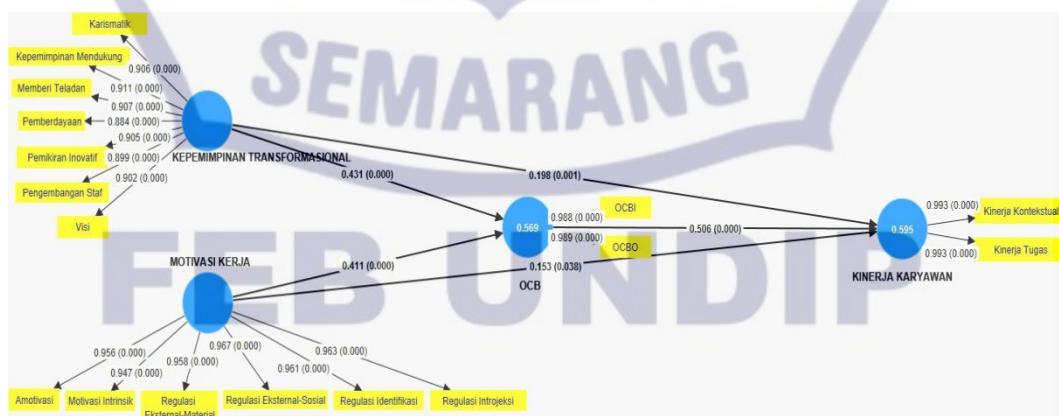 Karismatik
Kepemimpinan Mendukung
Memberi Teladan
Pemberdayaan
Pemikiran Inovatif
Pengembangan Staf
Visi
0.906 (0.000)
0.911 (0.000)
0.907 (0.000)
0.884 (0.000)
0.905 (0.000)
0.899 (0.000)
0.902 (0.000)
SEMARANG
KEPEMIMPINAN TRANSFORMASIONAL
0.431 (0.000)
0.198 (0.001)
0.569
0.988 (0.000)
0.989 (0.000)
OCBI
OCBO
OCB
0.506 (0.000)
0.595
0.993 (0.000)
0.993 (0.000)
Kinerja Kontekstual
Kinerja Tugas
KINERJA KARYAWAN
MOTIVASI KERJA
0.411 (0.000)
0.153 (0.038)
FEB UNDIP
0.956 (0.000)
0.947 (0.000)
0.958 (0.000)
0.967 (0.000)
0.961 (0.000)
0.963 (0.000)
Amotivasi
Motivasi Intrinsik
Regulasi
Eksternal-Material
Regulasi Eksternal-Sosial
Regulasi Identifikasi
Regulasi Introjeksi